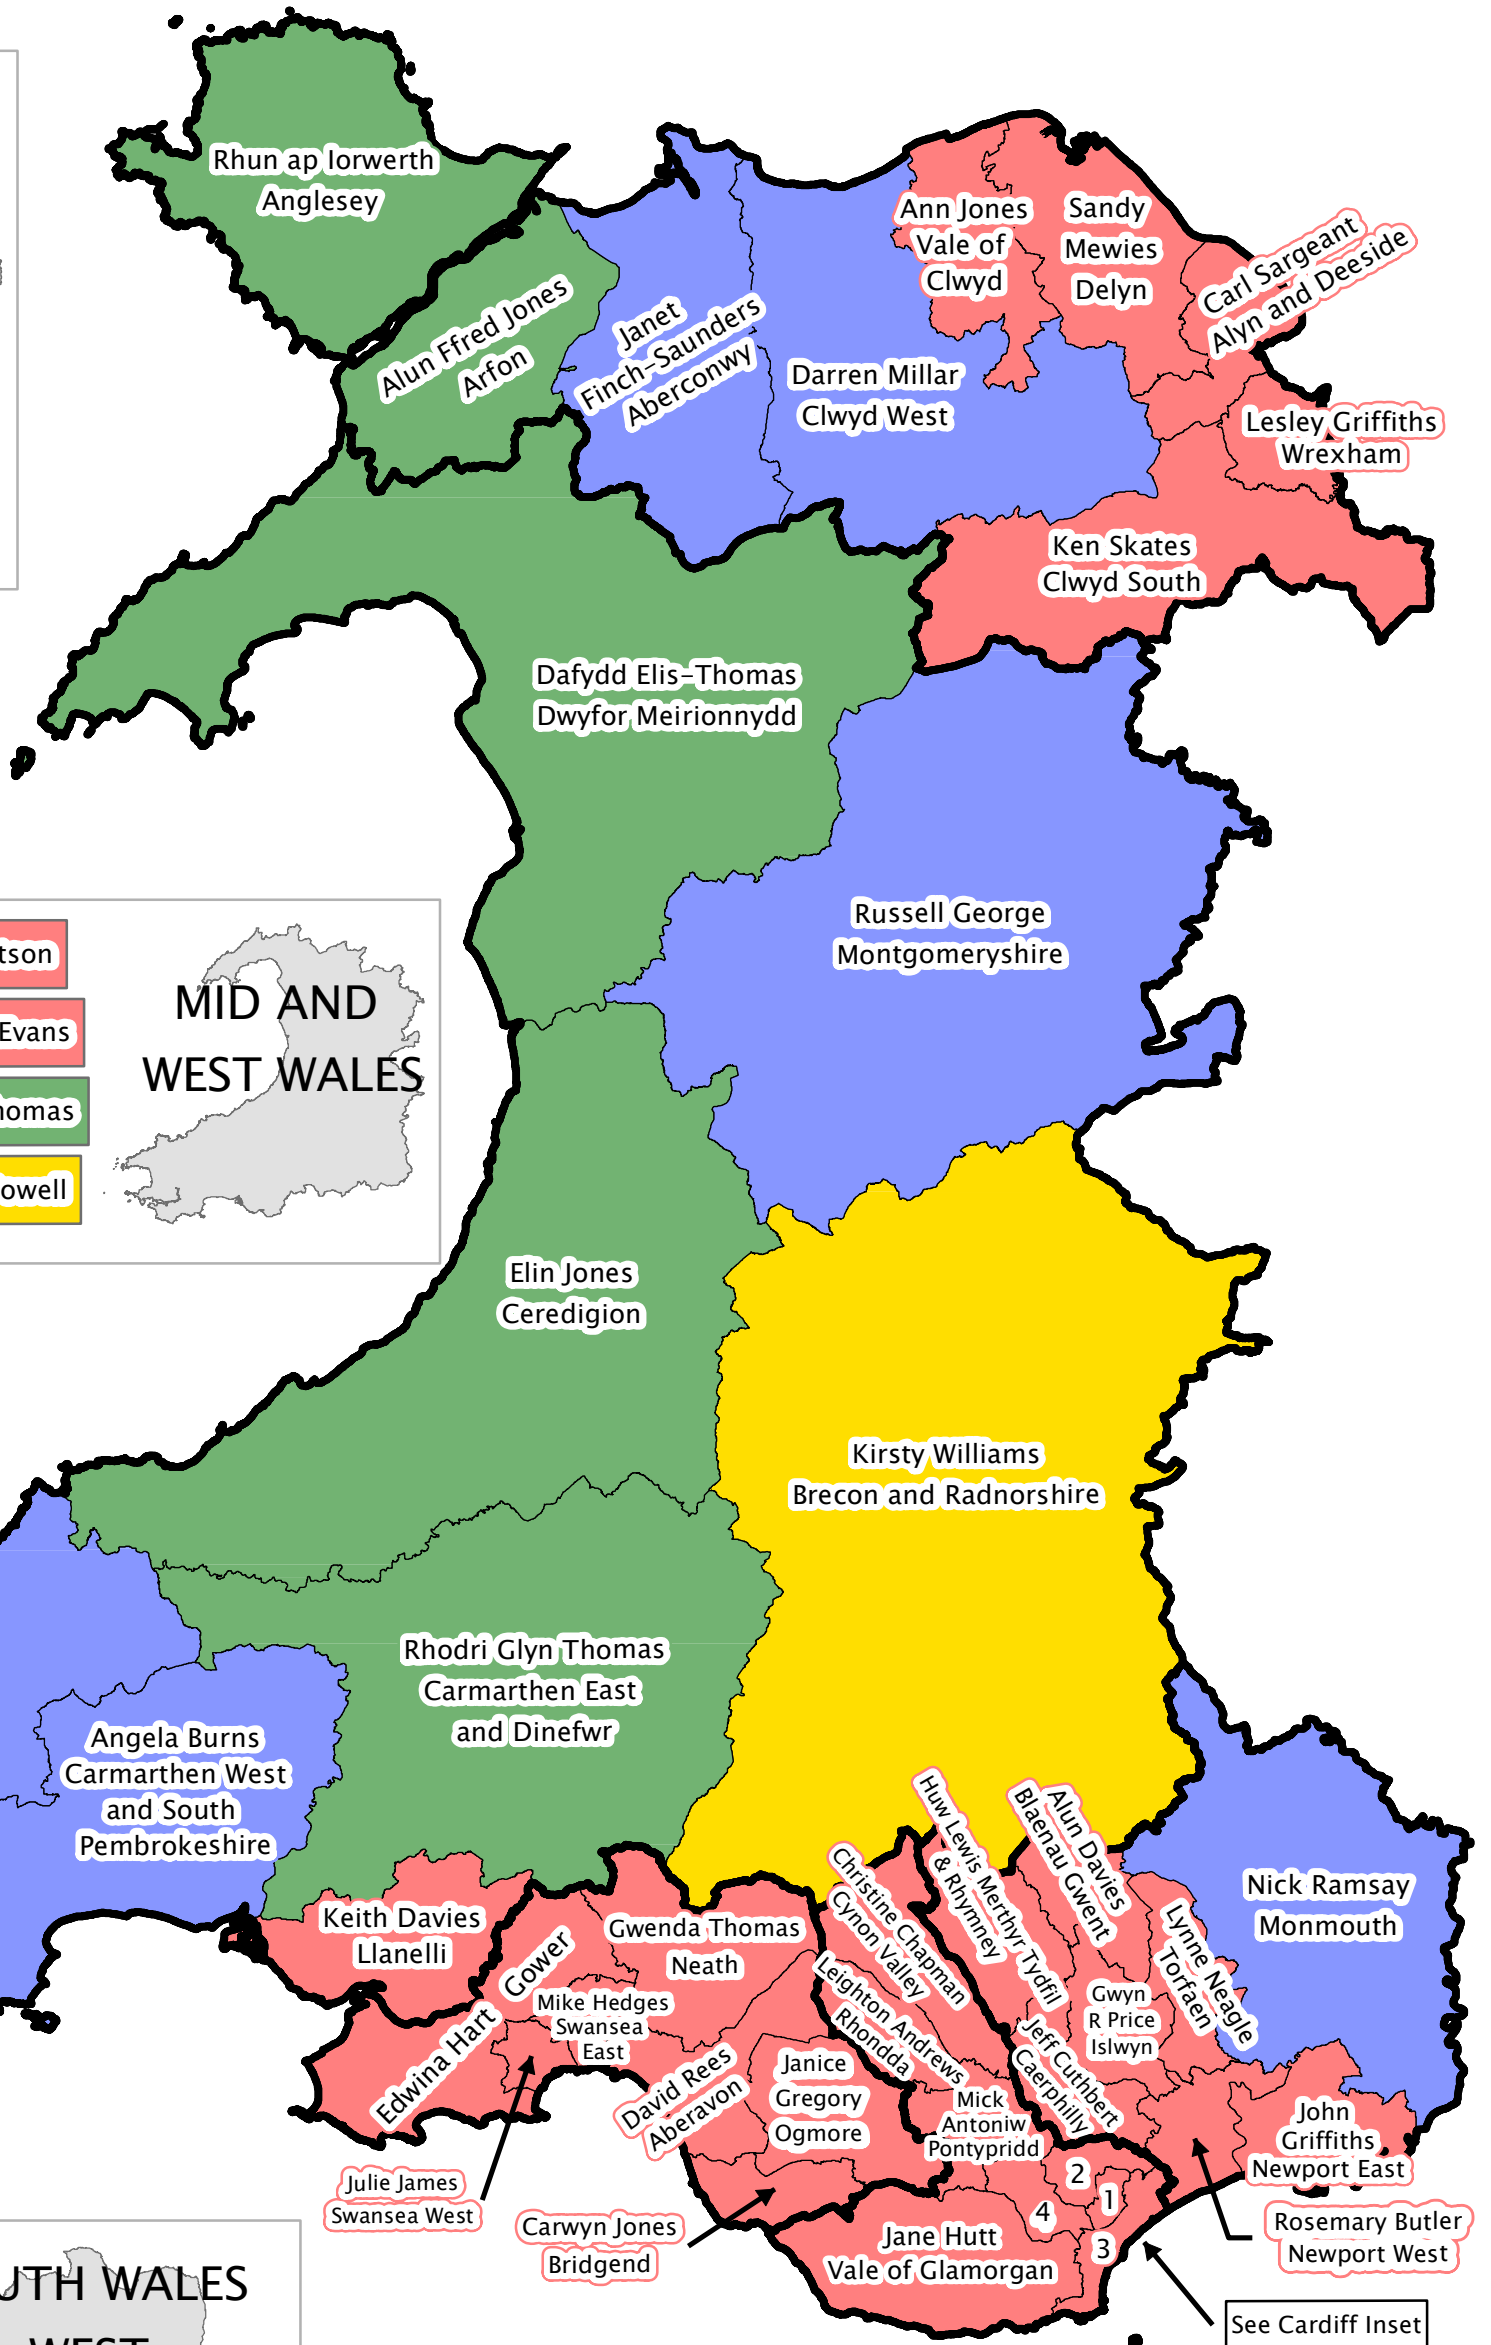 Rhun ap Iorwerth
Anglesey
Alun Ffred Jones
Arfon
Janet
Finch-Saunders
Aberconwy
Darren Millar
Clwyd West
Ann Jones
Vale of
Clwyd
Sandy
Mewies
Delyn
Carl Sargeant
Alyn and Deeside
Lesley Griffiths
Wrexham
Ken Skates
Clwyd South
Dafydd Elis-Thomas
Dwyfor Meirionnydd
Russell George
Montgomeryshire
tson
Evans
homas
owell
MID AND
WEST WALES
Elin Jones
Ceredigion
Kirsty Williams
Brecon and Radnorshire
Rhodri Glyn Thomas
Carmarthen East
and Dinefwr
Angela Burns
Carmarthen West
and South
Pembrokeshire
Nick Ramsay
Monmouth
Keith Davies
Llanelli
Edwina Hart
Gower
Gwenda Thomas
Neath
Mike Hedges
Swansea
East
Julie James
Swansea West
David Rees
Aberavon
Janice
Gregory
Ogmore
Carwyn Jones
Bridgend
Christine Chapman
Cynon Valley
Leighton Andrews
Rhondda
Huw Lewis Merthyr Tydfil
& Rhymney
Alun Davies
Blaenau Gwent
Lynne Neagle
Torfaen
Gwyn
R Price
Islwyn
Jeff Cuthbert
Caerphilly
Mick
Antoniw
Pontypridd
John
Griffiths
Newport East
Rosemary Butler
Newport West
2
1
4
3
Jane Hutt
Vale of Glamorgan
See Cardiff Inset
UTH WALES
WEST